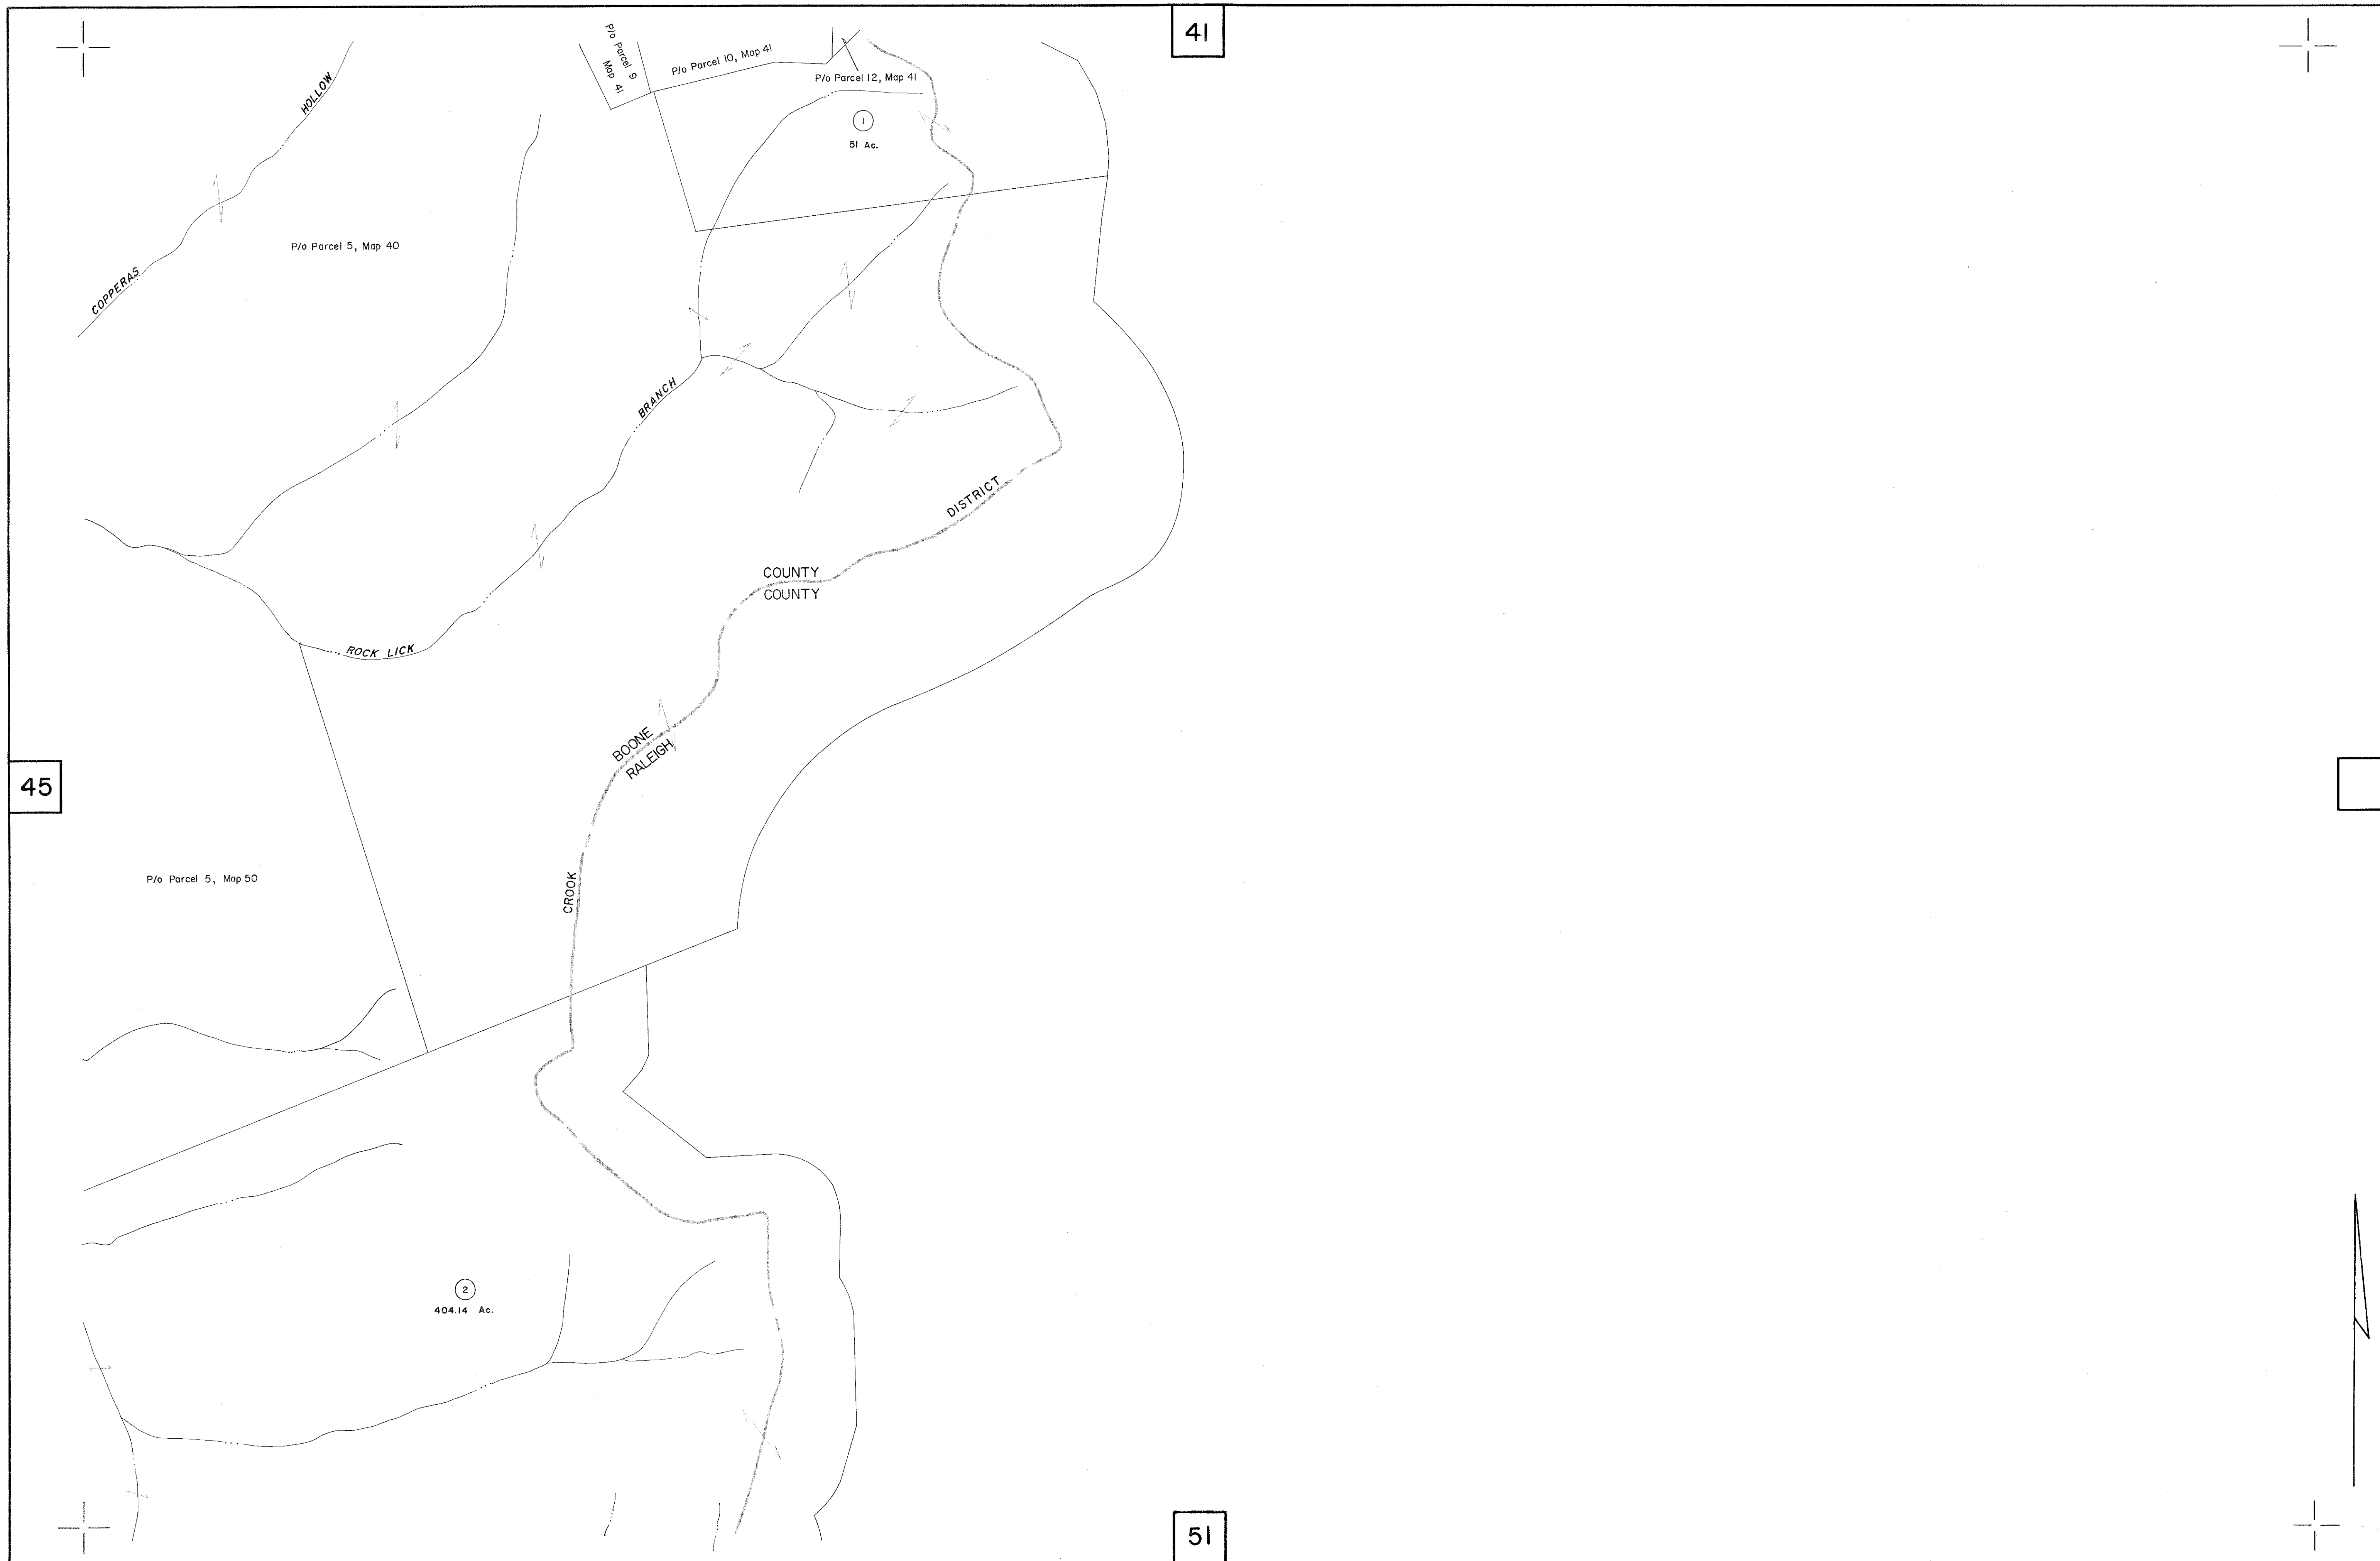 41
P/o Parcel 9
Map 41
P/o Parcel 10, Map 41
P/o Parcel 12, Map 41
HOLLOW
1
51 Ac.
P/o Parcel 5, Map 40
COPPERAS
BRANCH
DISTRICT
COUNTY
COUNTY
ROCK LICK
BOONE
RALEIGH
45
CROOK
P/o Parcel 5, Map 50
2
404.14 Ac.
51